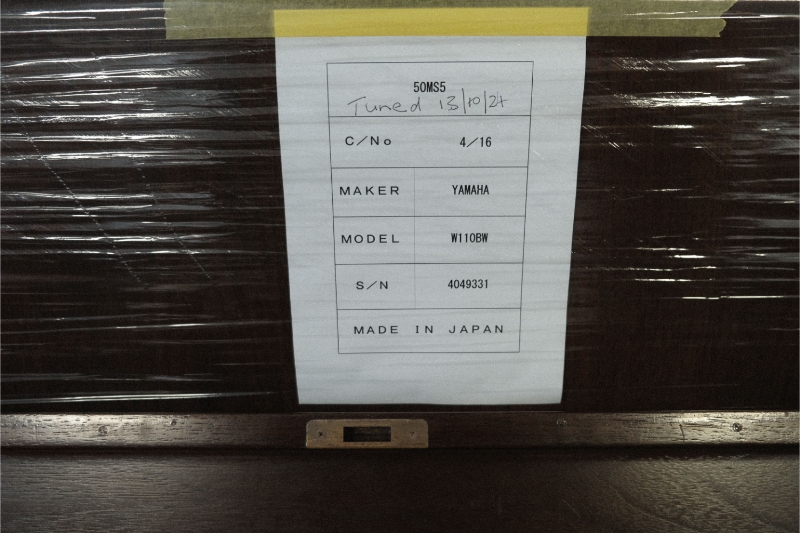 50MS5
Tuned 13/10/24
C／No 4／16
MAKER YAMAHA
MODEL W110BW
S／N 4049331
MADE IN JAPAN